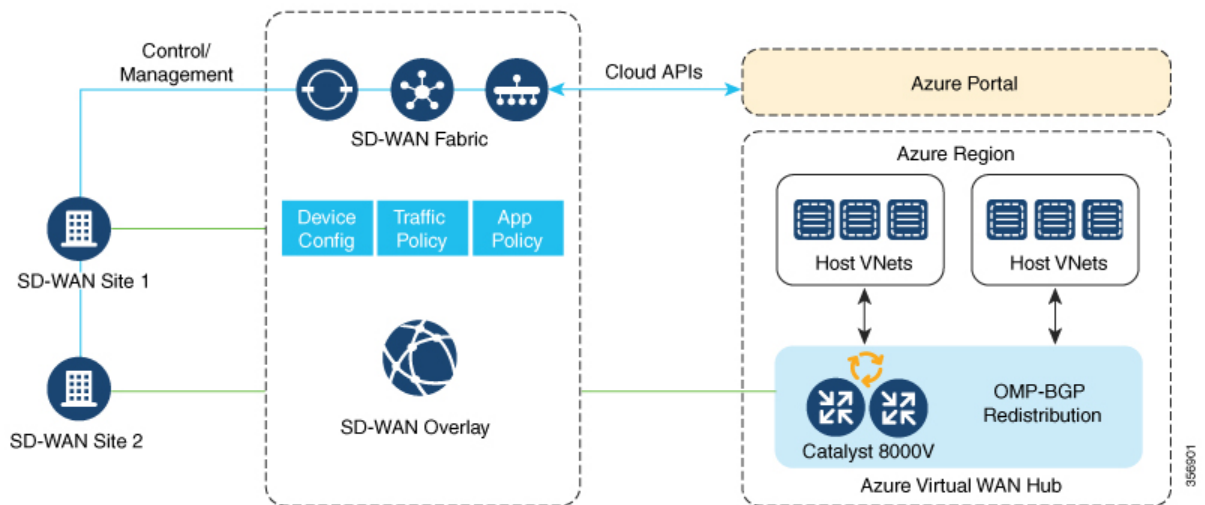 Control/
Management
SD-WAN Fabric
Cloud APIs
Azure Portal
Azure Region
Host VNets
Host VNets
Device
Config
Traffic
Policy
App
Policy
SD-WAN Site 1
SD-WAN Site 2
SD-WAN Overlay
Catalyst 8000V
OMP-BGP
Redistribution
Azure Virtual WAN Hub
356901